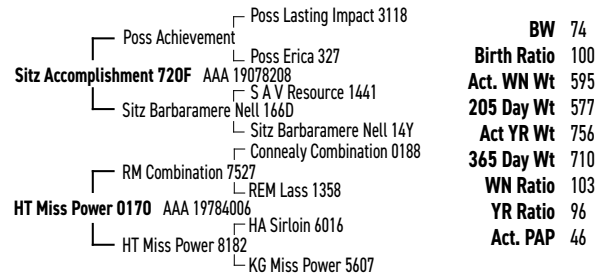 Poss Lasting Impact 3118
Poss Achievement
Poss Erica 327
Sitz Accomplishment 720F AAA 19078208
S A V Resource 1441
Sitz Barbaramere Nell 166D
Sitz Barbaramere Nell 14Y
Connealy Combination 0188
RM Combination 7527
REM Lass 1358
HT Miss Power 0170 AAA 19784006
HA Sirloin 6016
HT Miss Power 8182
KG Miss Power 5607
BW 74
Birth Ratio 100
Act. WN Wt 595
205 Day Wt 577
Act YR Wt 756
365 Day Wt 710
WN Ratio 103
YR Ratio 96
Act. PAP 46